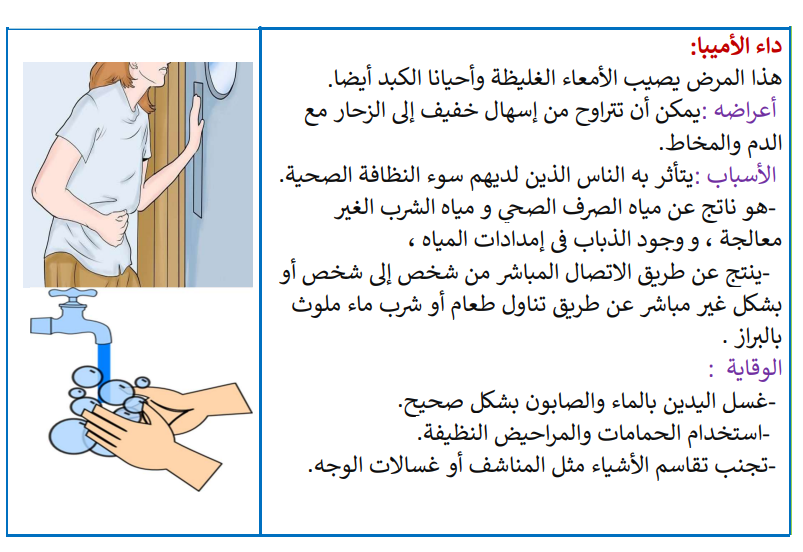 داء الأميبا:
هذا المرض يصيب الأمعاء الغليظة وأحيانا الكبد أيضا.
أعراضه :يمكن أن تتراوح من إسهال خفيف إلى الزحار مع
الدم والمخاط.
الأسباب :يتأثر به الناس الذين لديهم سوء النظافة الصحية.
-هو ناتج عن مياه الصرف الصحي و مياه الشرب الغير
معالجة ، و وجود الذباب فى إمدادات المياه ،
-ينتج عن طريق الاتصال المباشر من شخص إلى شخص أو
بشكل غير مباشر عن طريق تناول طعام أو شرب ماء ملوث
بالبراز .
الوقاية :
-غسل اليدين بالماء والصابون بشكل صحيح.
-استخدام الحمامات والمراحيض النظيفة.
-تجنب تقاسم الأشياء مثل المناشف أو غسالات الوجه.